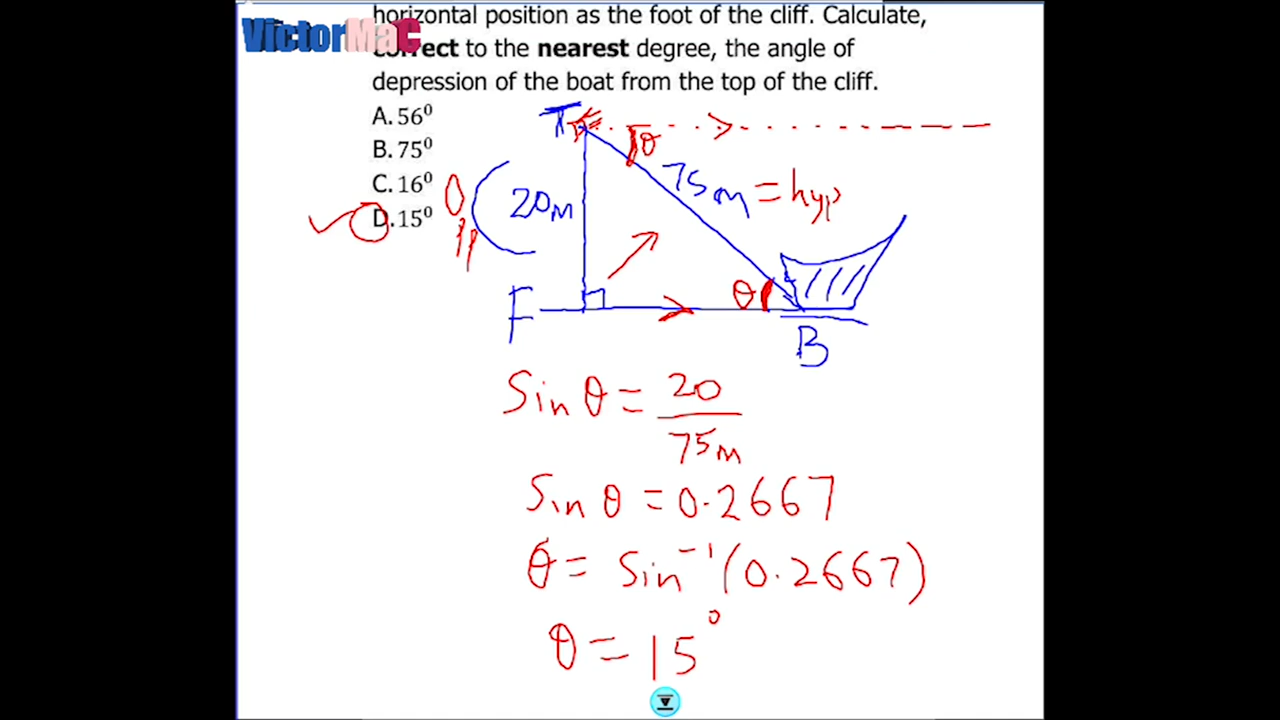 horizontal position as the foot of the cliff. Calculate,
VictorMaC
correct to the nearest degree, the angle of
depression of the boat from the top of the cliff.
A. 56⁰
B. 75⁰
C. 16⁰
D. 15⁰
T
θ
75m = hyp
20m
F
θ
B
Sin θ = 20
75m
Sin θ = 0.2667
θ = Sin⁻¹ (0.2667)
θ = 15°